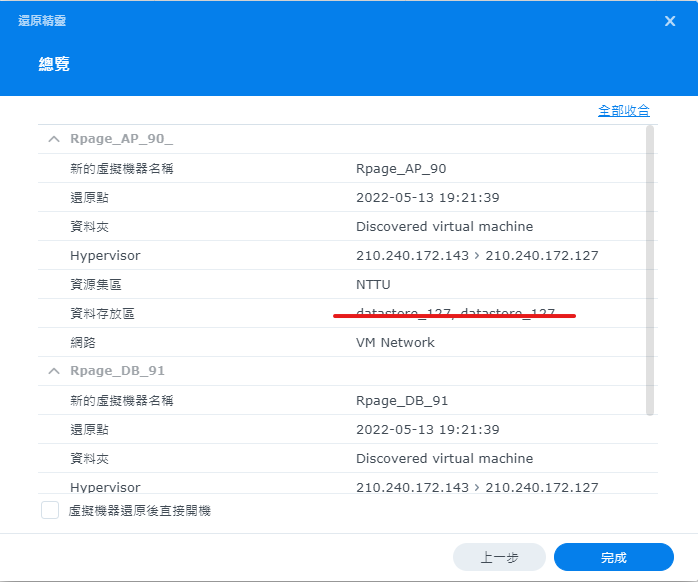 還原精靈
總覽
全部收合
Rpage_AP_90_
新的虛擬機器名稱 Rpage_AP_90
還原點 2022-05-13 19:21:39
資料夾 Discovered virtual machine
Hypervisor 210.240.172.143 › 210.240.172.127
資源集區 NTTU
資料存放區 datastore_127, datastore_127
網路 VM Network
Rpage_DB_91
新的虛擬機器名稱 Rpage_DB_91
還原點 2022-05-13 19:21:39
資料夾 Discovered virtual machine
Hypervisor 210.240.172.143 › 210.240.172.127
虛擬機器還原後直接開機
上一步 完成